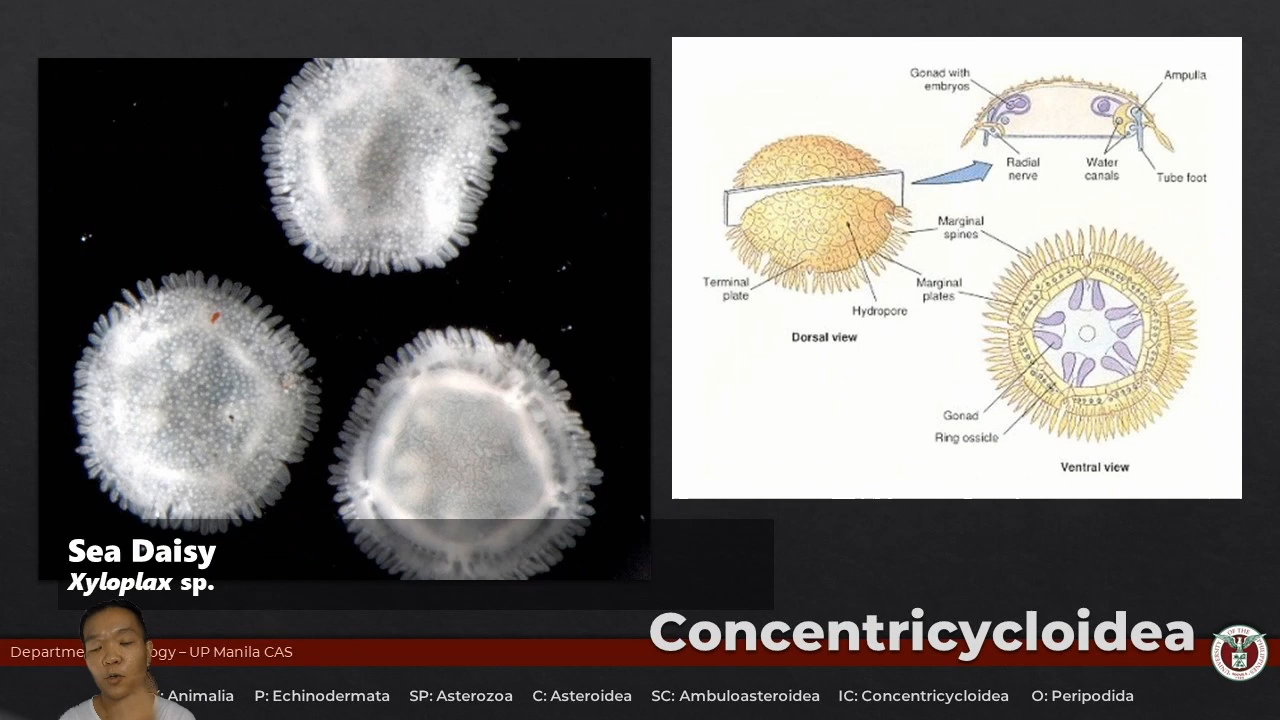 Gonad with
embryos
Ampulla
Radial
nerve
Water
canals
Tube foot
Marginal
spines
Terminal
plate
Marginal
plates
Hydropore
Dorsal view
Gonad
Ring ossicle
Ventral view
Sea Daisy
Xyloplax sp.
Concentricycloidea
ogy – UP Manila CAS
Animalia P: Echinodermata SP: Asterozoa C: Asteroidea SC: Ambuloasteroidea IC: Concentricycloidea O: Peripodida